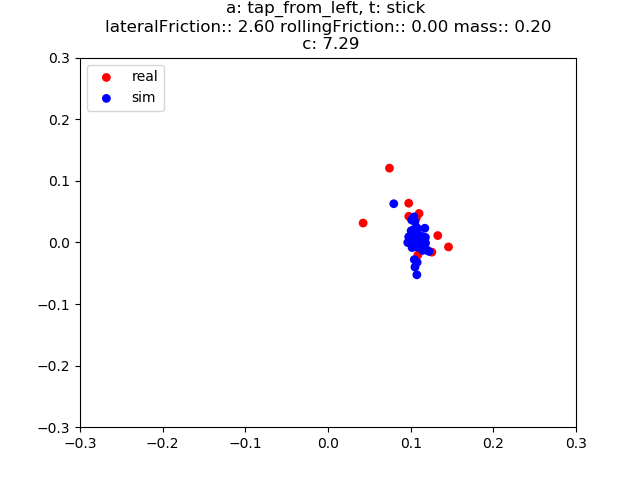 a: tap_from_left, t: stick
lateralFriction:: 2.60 rollingFriction:: 0.00 mass:: 0.20
c: 7.29
real
sim
0.3
0.2
0.1
0.0
−0.1
−0.2
−0.3
−0.3 −0.2 −0.1 0.0 0.1 0.2 0.3